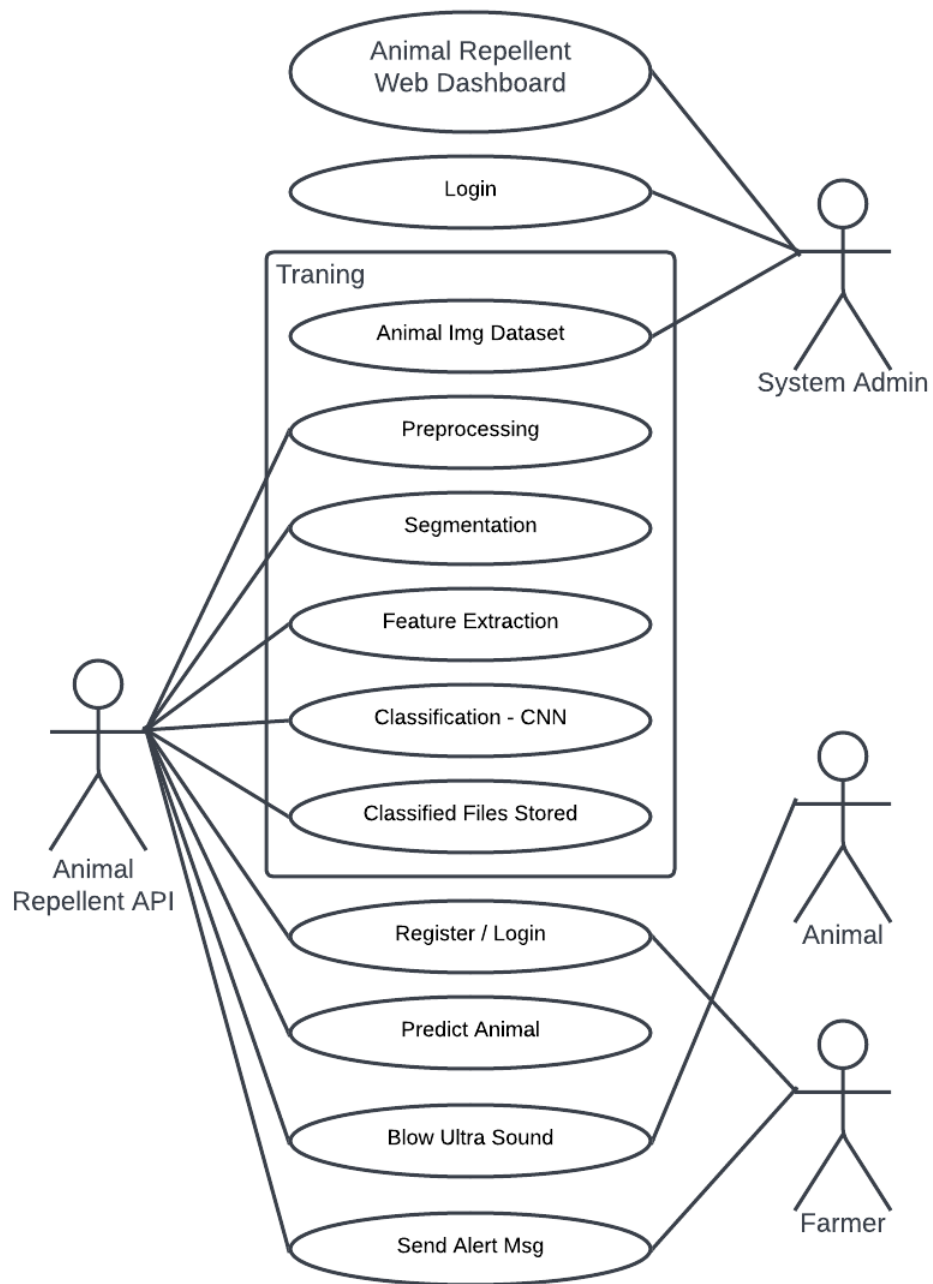 Animal Repellent
Web Dashboard
Login
Traning
Animal Img Dataset
System Admin
Preprocessing
Segmentation
Feature Extraction
Classification - CNN
Classified Files Stored
Animal
Repellent API
Animal
Register / Login
Predict Animal
Blow Ultra Sound
Farmer
Send Alert Msg